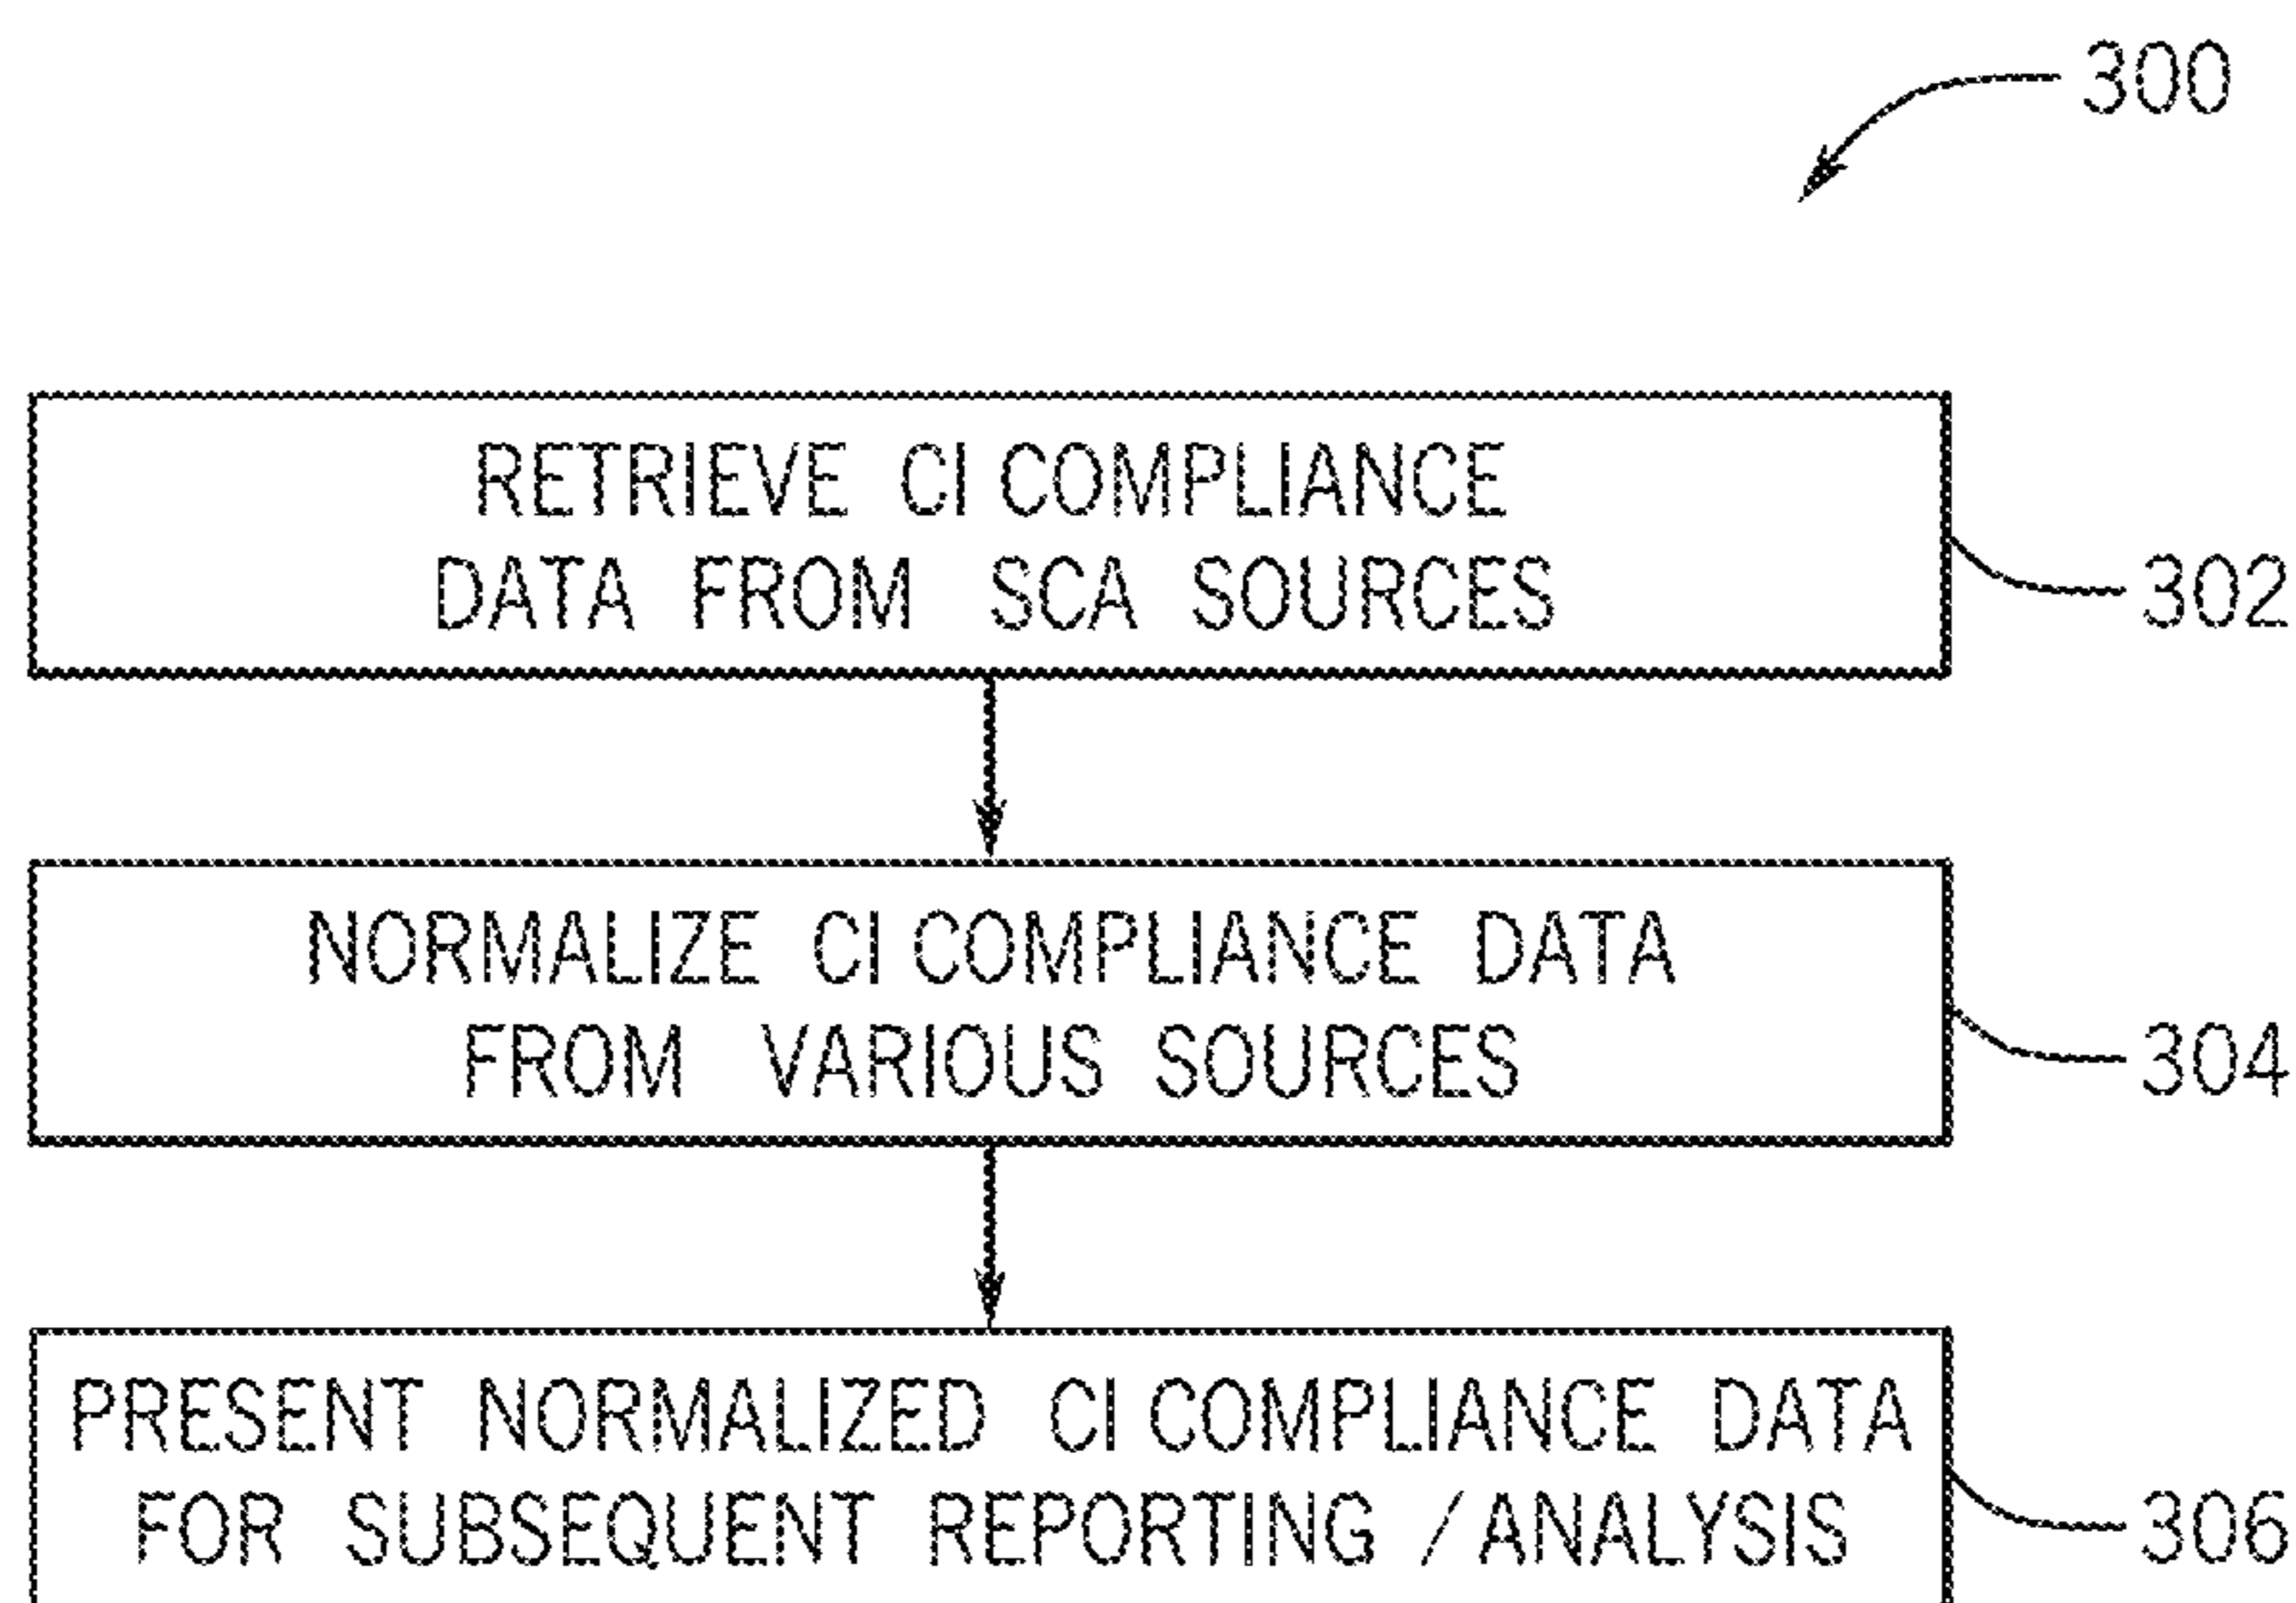 300
RETRIEVE CI COMPLIANCE
DATA FROM SCA SOURCES
302
NORMALIZE CI COMPLIANCE DATA
FROM VARIOUS SOURCES
304
PRESENT NORMALIZED CI COMPLIANCE DATA
FOR SUBSEQUENT REPORTING / ANALYSIS
306